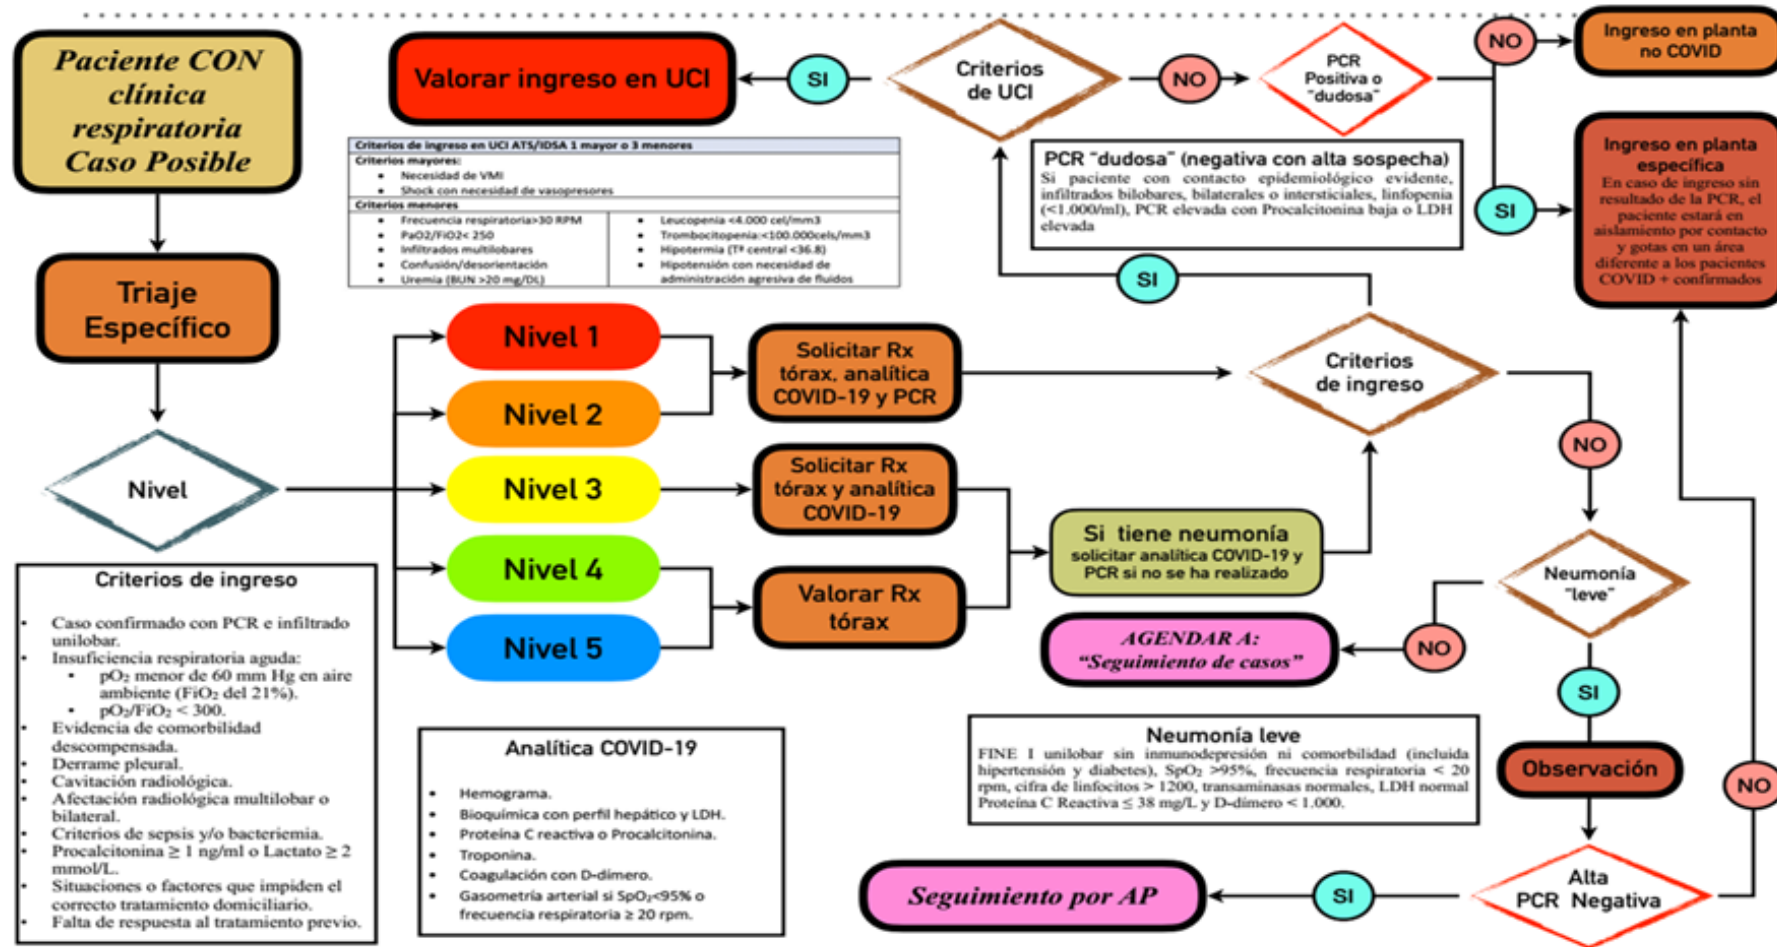 Paciente CON
clínica
respiratoria
Caso Posible
Triaje
Específico
Nivel
Criterios de ingreso
• Caso confirmado con PCR e infiltrado
unilobar.
• Insuficiencia respiratoria aguda:
• pO₂ menor de 60 mm Hg en aire
ambiente (FiO₂ del 21%).
• pO₂/FiO₂ < 300.
• Evidencia de comorbilidad
descompensada.
• Derrame pleural.
• Cavitación radiológica.
• Afectación radiológica multilobar o
bilateral.
• Criterios de sepsis y/o bacteriemia.
• Procalcitonina ≥ 1 ng/ml o Lactato ≥ 2
mmol/L.
• Situaciones o factores que impiden el
correcto tratamiento domiciliario.
• Falta de respuesta al tratamiento previo.
Valorar ingreso en UCI
SI
Criterios
de UCI
NO
PCR
Positiva o
"dudosa"
NO
Ingreso en planta
no COVID
SI
Ingreso en planta
específica
En caso de ingreso sin
resultado de la PCR, el
paciente estará en
aislamiento por contacto
y gotas en un área
diferente a los pacientes
COVID + confirmados
Criterios de ingreso en UCI ATS/IDSA 1 mayor o 3 menores
Criterios mayores:
• Necesidad de VMI
• Shock con necesidad de vasopresores
Criterios menores
• Frecuencia respiratoria>30 RPM
• PaO2/FiO2< 250
• Infiltrados multilobares
• Confusión/desorientación
• Uremia (BUN >20 mg/DL)
• Leucopenia <4.000 cel/mm3
• Trombocitopenia:<100.000cels/mm3
• Hipotermia (Tª central <36.8)
• Hipotensión con necesidad de
administración agresiva de fluidos
PCR "dudosa" (negativa con alta sospecha)
Si paciente con contacto epidemiológico evidente,
infiltrados bilobares, bilaterales o intersticiales, linfopenia
(<1.000/ml), PCR elevada con Procalcitonina baja o LDH
elevada
SI
Nivel 1
Nivel 2
Nivel 3
Nivel 4
Nivel 5
Solicitar Rx
tórax, analítica
COVID-19 y PCR
Solicitar Rx
tórax y analítica
COVID-19
Valorar Rx
tórax
Si tiene neumonía
solicitar analítica COVID-19 y
PCR si no se ha realizado
Criterios
de ingreso
NO
Neumonía
"leve"
NO
AGENDAR A:
"Seguimiento de casos"
SI
Analítica COVID-19
• Hemograma.
• Bioquímica con perfil hepático y LDH.
• Proteína C reactiva o Procalcitonina.
• Troponina.
• Coagulación con D-dímero.
• Gasometría arterial si SpO₂<95% o
frecuencia respiratoria ≥ 20 rpm.
Neumonía leve
FINE I unilobar sin inmunodepresión ni comorbilidad (incluida
hipertensión y diabetes), SpO₂ >95%, frecuencia respiratoria < 20
rpm, cifra de linfocitos > 1200, transaminasas normales, LDH normal
Proteína C Reactiva ≤ 38 mg/L y D-dímero < 1.000.
Observación
NO
Alta
PCR Negativa
SI
Seguimiento por AP